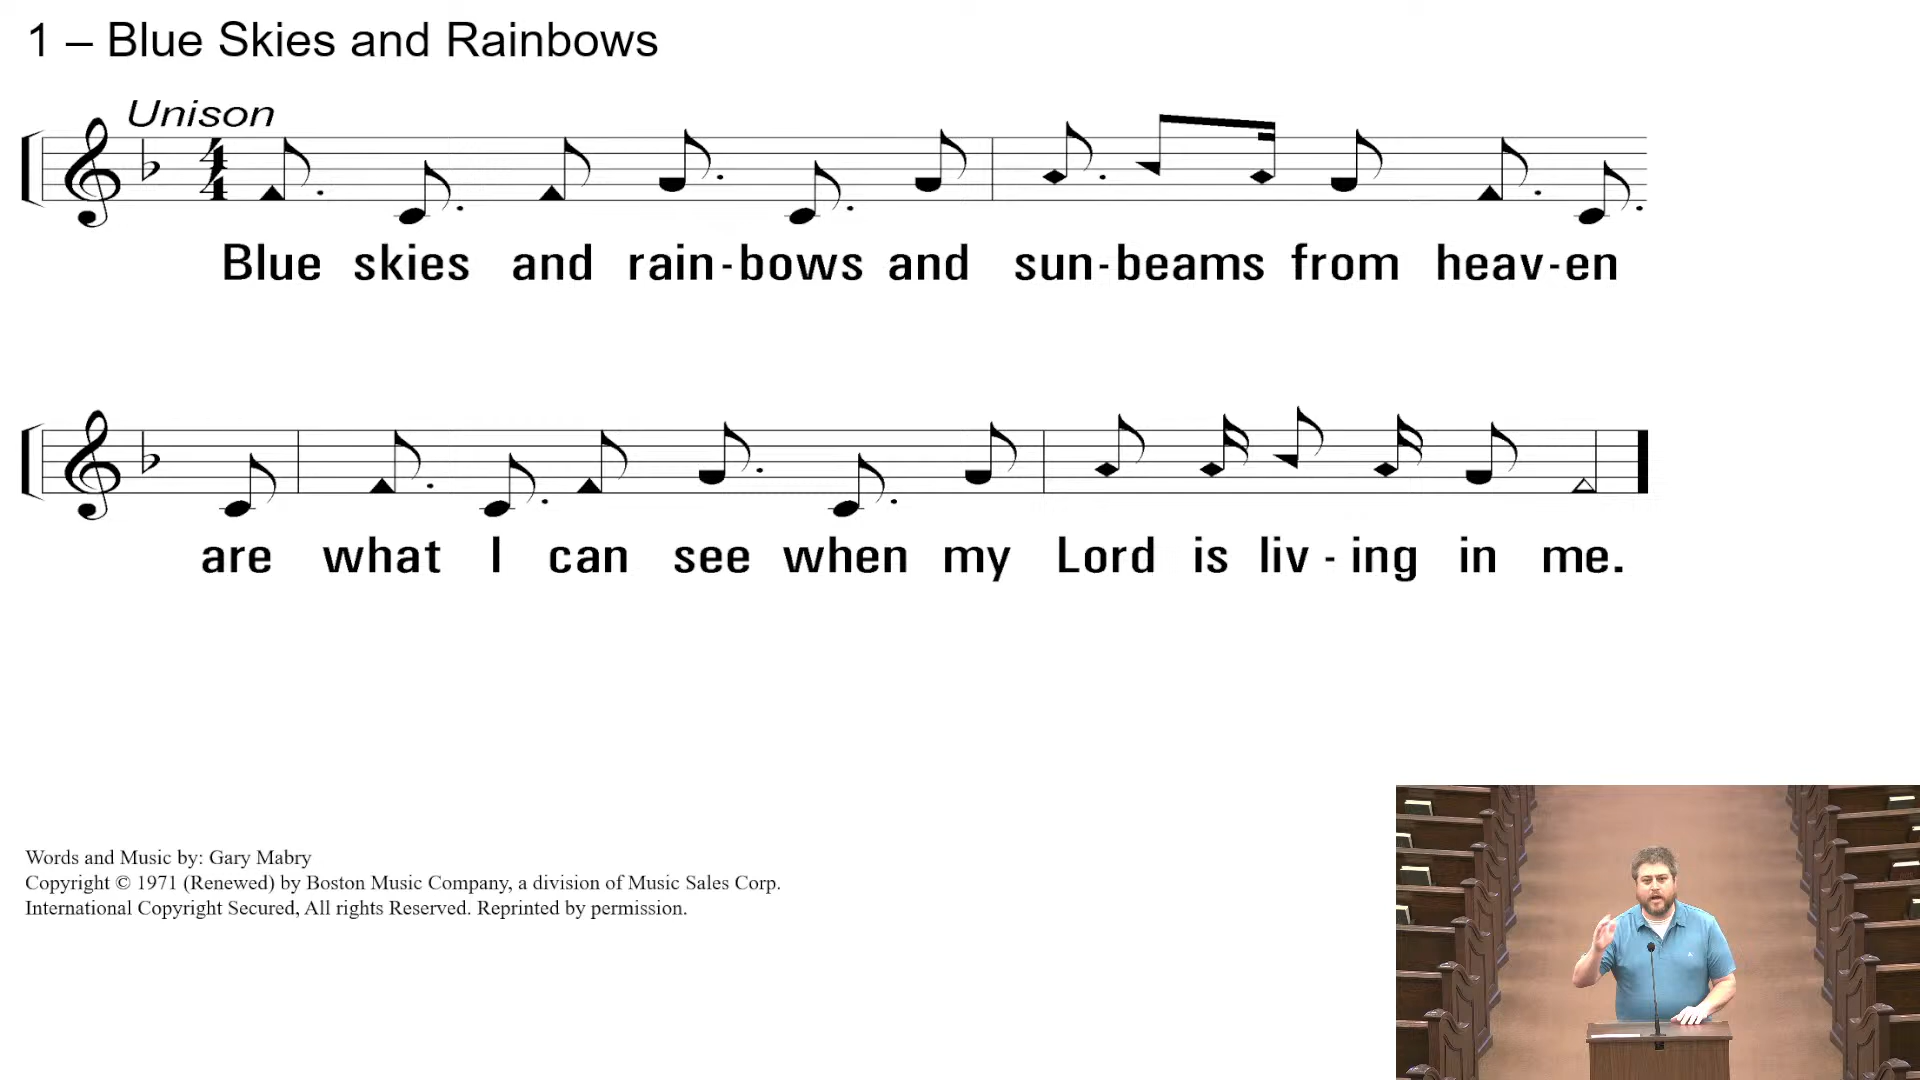 1 – Blue Skies and Rainbows
Unison
4
4
Blue skies and rain-bows and sun-beams from heav-en
are what I can see when my Lord is liv - ing in me.
Words and Music by: Gary Mabry
Copyright © 1971 (Renewed) by Boston Music Company, a division of Music Sales Corp.
International Copyright Secured, All rights Reserved. Reprinted by permission.